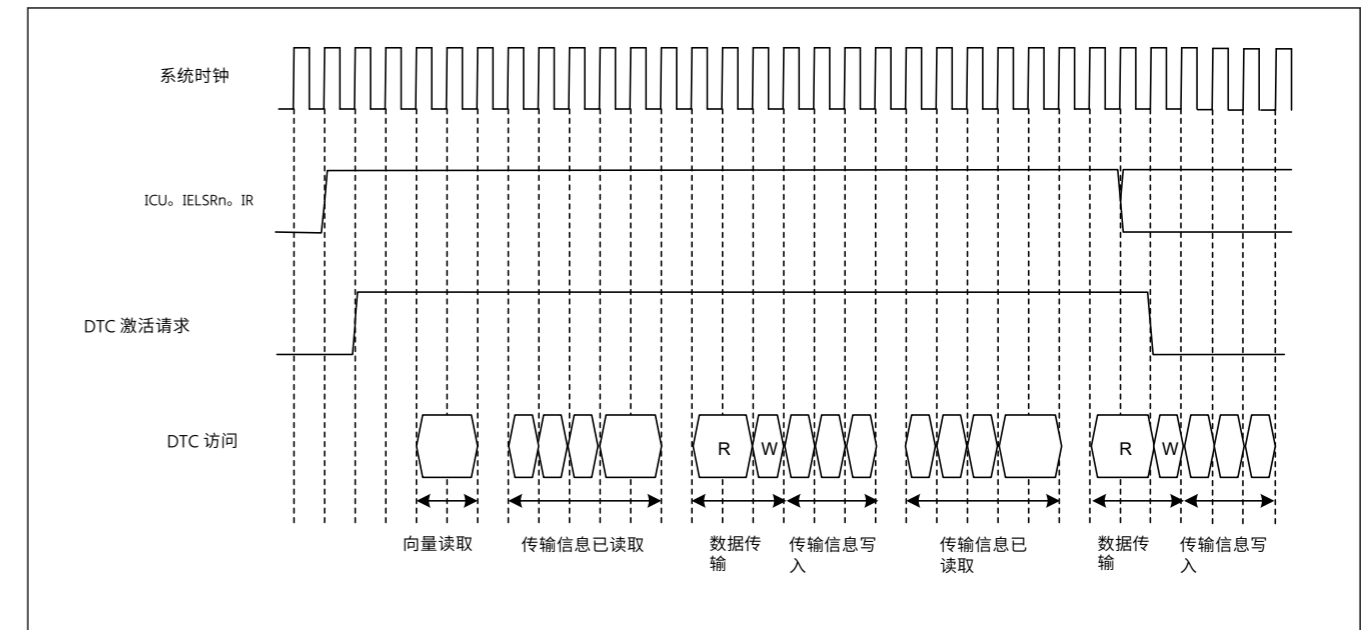 系统时钟
ICU。IELSRn。IR
DTC 激活请求
DTC 访问
R
W
R
W
向量读取
传输信息已读取
数据传
输
传输信息写
入
传输信息已
读取
数据传
输
传输信息写
入